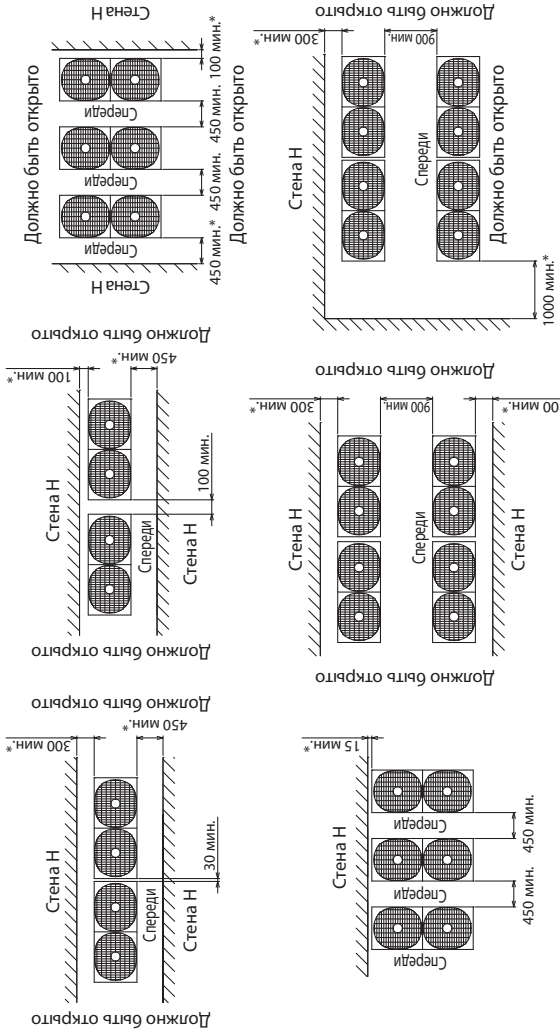 Должно быть открыто
300 мин.*
450 мин.*
Стена H
Спереди
30 мин.
Стена H
Должно быть открыто
Должно быть открыто
100 мин.*
450 мин.*
Стена H
Спереди
100 мин.
Стена H
Должно быть открыто
Стена H
Должно быть открыто
Спереди
Спереди
Спереди
450 мин.*
450 мин.
450 мин.
100 мин.*
Должно быть открыто
Стена H
15 мин.*
Стена H
Спереди
Спереди
Спереди
450 мин.
450 мин.
Должно быть открыто
300 мин.*
900 мин.
00 мин.*
Стена H
Спереди
Стена H
Должно быть открыто
Должно быть открыто
300 мин.*
900 мин.
Стена H
Спереди
Должно быть открыто
1000 мин.*